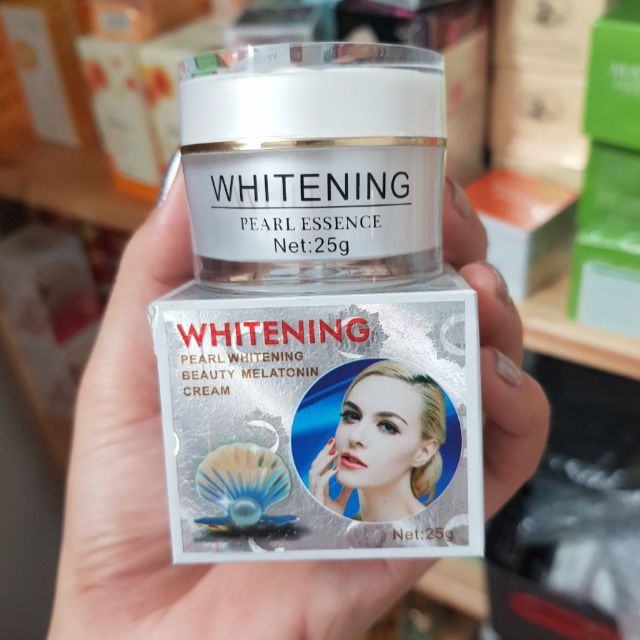 WHITENING
PEARL ESSENCE
Net:25g
WHITENING
PEARL WHITENING
BEAUTY MELATONIN
CREAM
Net:25g